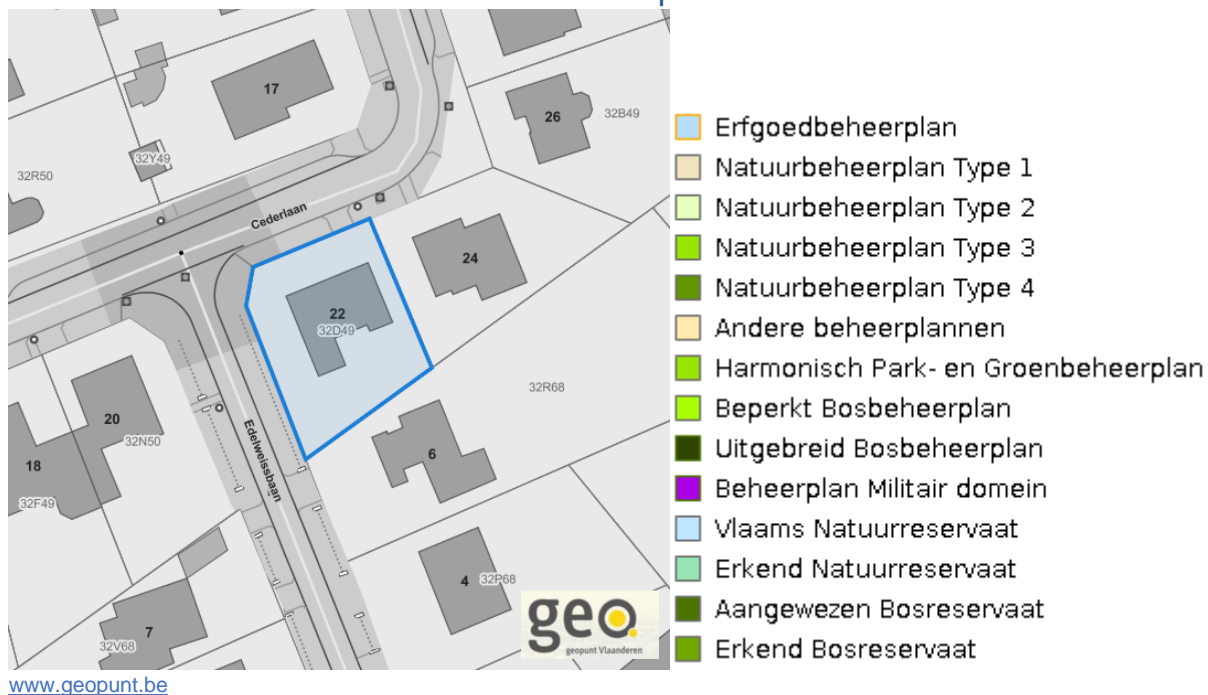 17
26
32B49
32Y49
32R50
Cederlaan
24
22
32D49
32R68
20
32N50
Edelweissbaan
6
18
32F49
4
32P68
7
32V68
geo.
geopunt Vlaanderen
Erfgoedbeheerplan
Natuurbeheerplan Type 1
Natuurbeheerplan Type 2
Natuurbeheerplan Type 3
Natuurbeheerplan Type 4
Andere beheerplannen
Harmonisch Park- en Groenbeheerplan
Beperkt Bosbeheerplan
Uitgebreid Bosbeheerplan
Beheerplan Militair domein
Vlaams Natuurreservaat
Erkend Natuurreservaat
Aangewezen Bosreservaat
Erkend Bosreservaat
www.geopunt.be